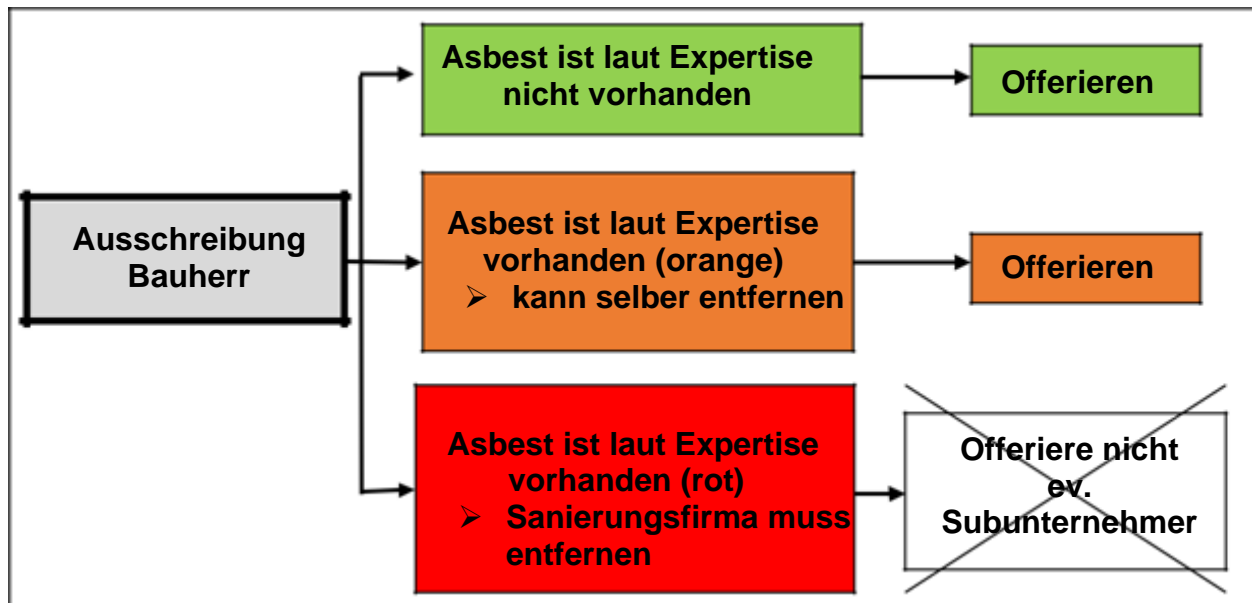 Asbest ist laut Expertise
nicht vorhanden
Offerieren
Ausschreibung
Bauherr
Asbest ist laut Expertise
vorhanden (orange)
➢ kann selber entfernen
Offerieren
Asbest ist laut Expertise
vorhanden (rot)
➢ Sanierungsfirma muss
entfernen
Offeriere nicht
ev.
Subunternehmer